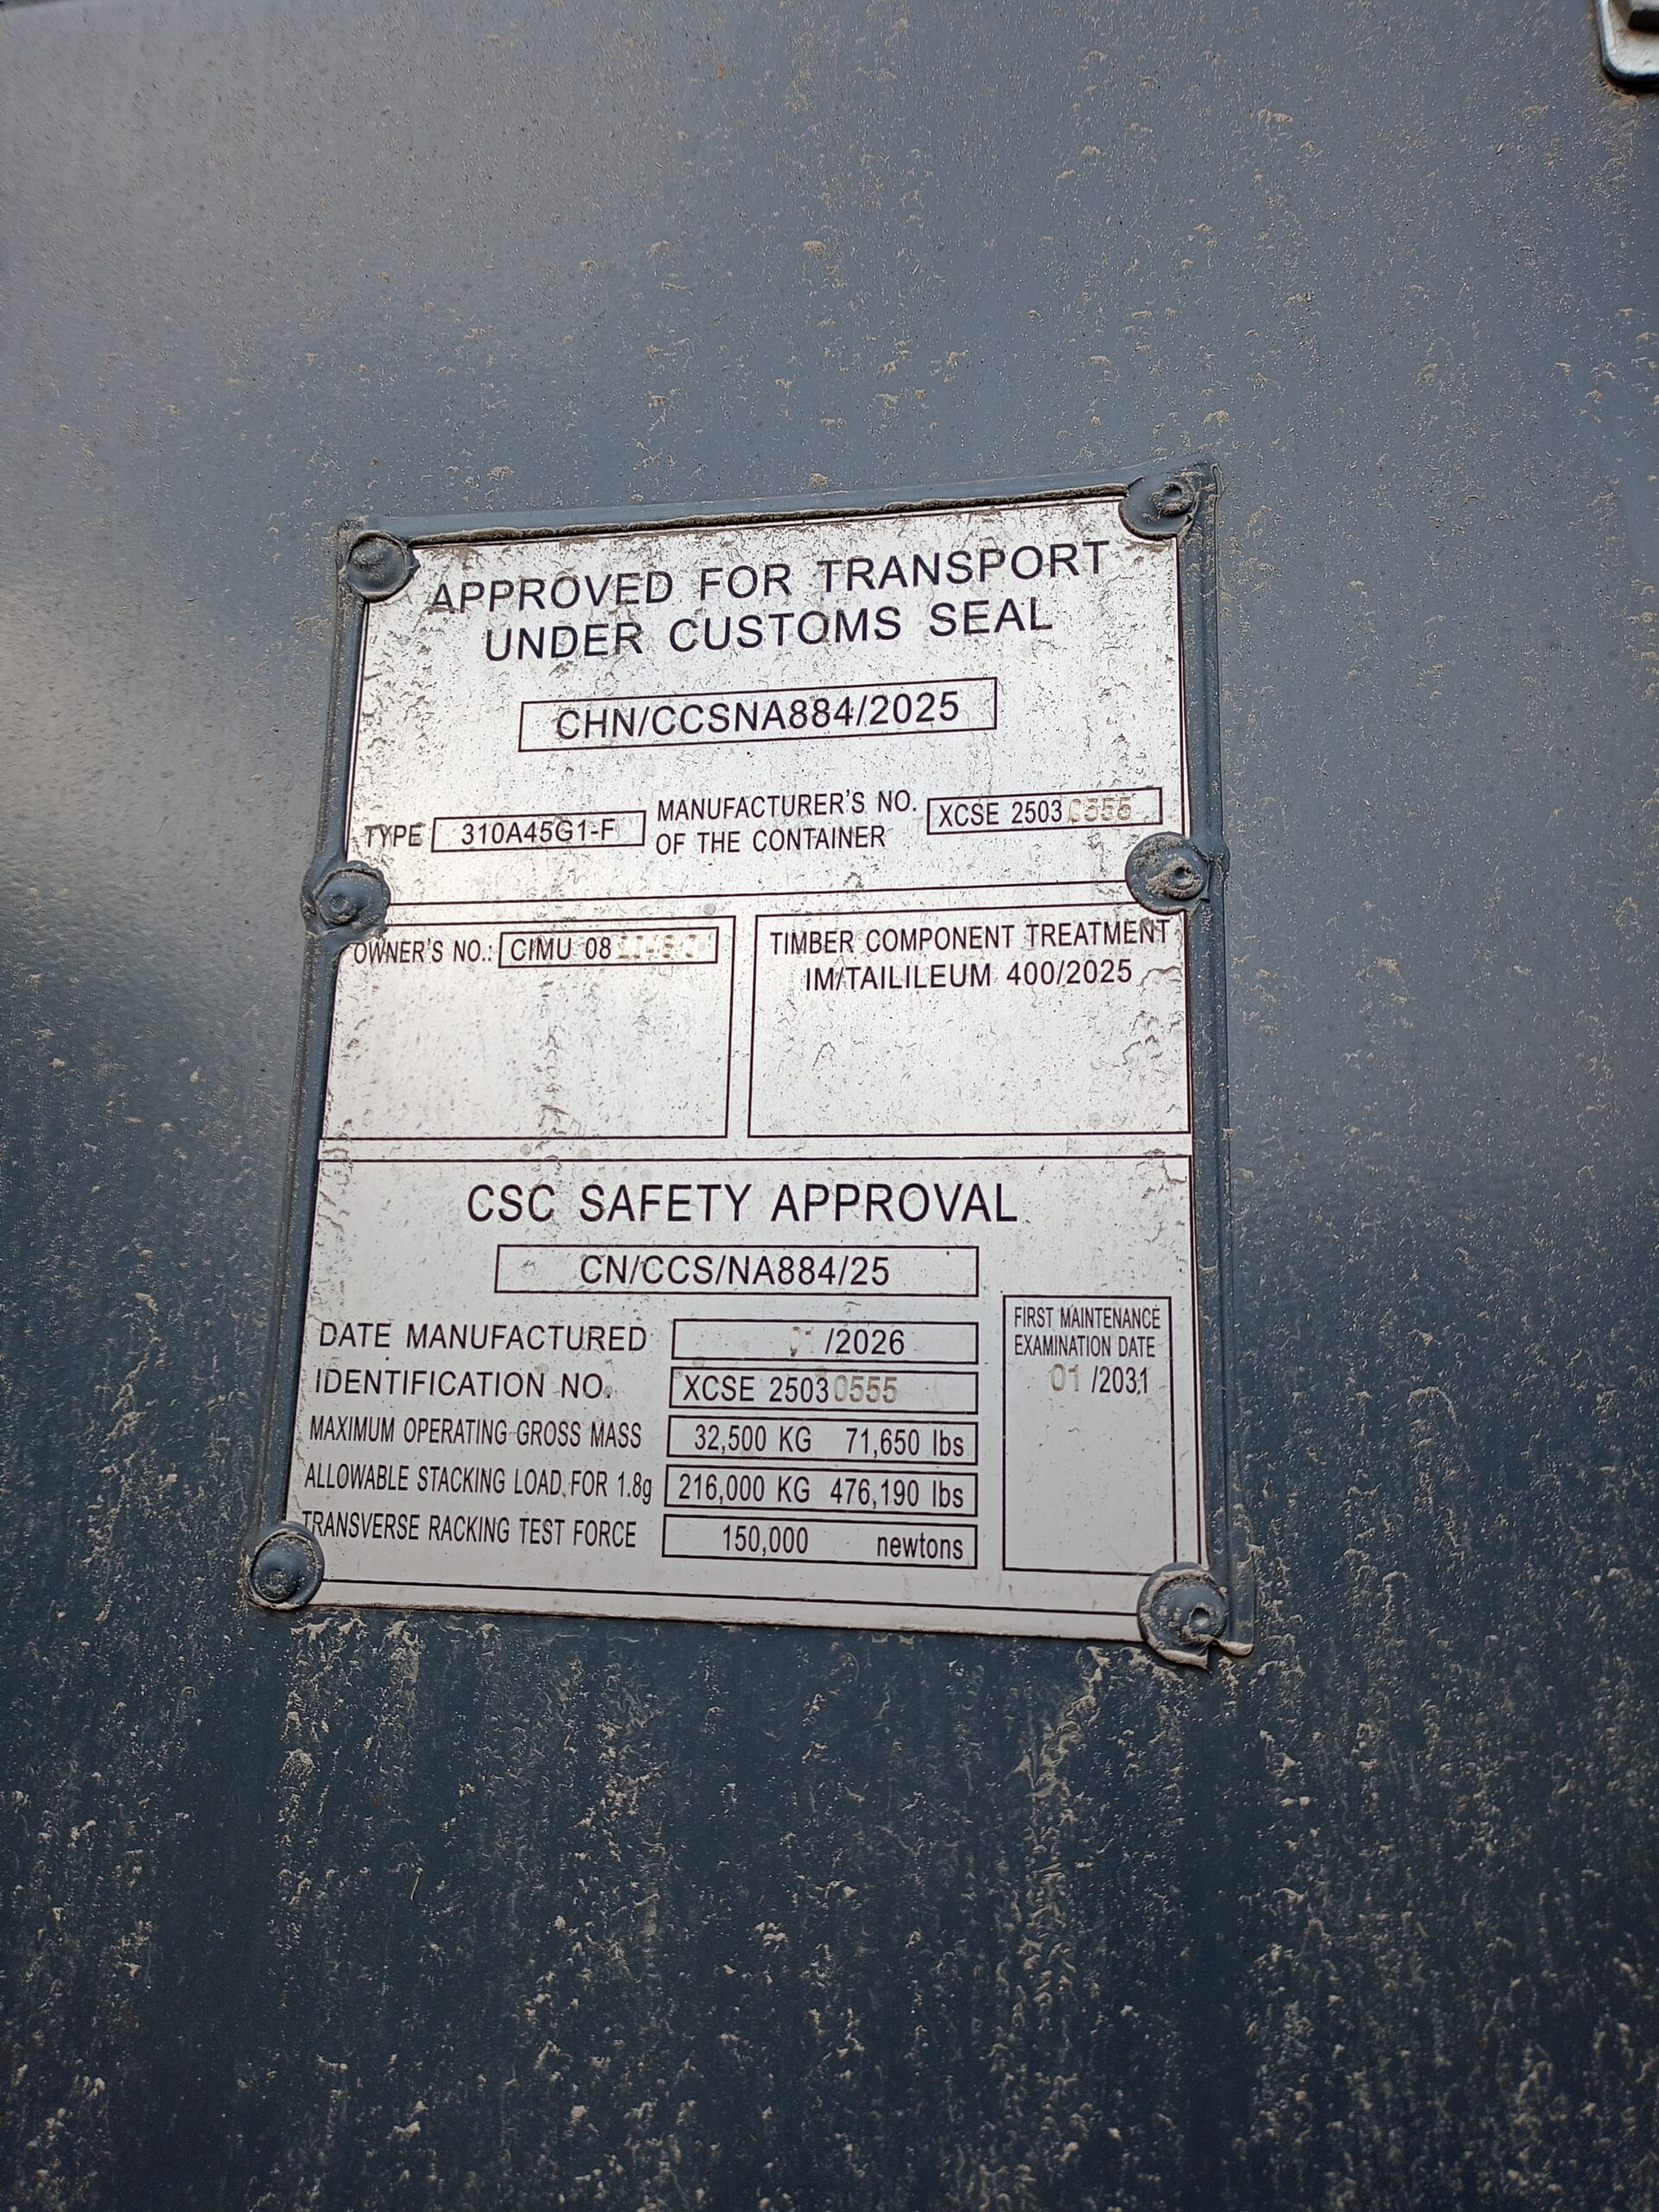 APPROVED FOR TRANSPORT
UNDER CUSTOMS SEAL
CHN/CCSNA884/2025
TYPE 310A45G1-F
MANUFACTURER'S NO.
OF THE CONTAINER
XCSE 25030555
OWNER'S NO.: CIMU 08
TIMBER COMPONENT TREATMENT
IM/TAILILEUM 400/2025
CSC SAFETY APPROVAL
CN/CCS/NA884/25
DATE MANUFACTURED 01/2026
IDENTIFICATION NO. XCSE 25030555
MAXIMUM OPERATING GROSS MASS 32,500 KG 71,650 lbs
ALLOWABLE STACKING LOAD FOR 1.8g 216,000 KG 476,190 lbs
TRANSVERSE RACKING TEST FORCE 150,000 newtons
FIRST MAINTENANCE
EXAMINATION DATE
01 /2031